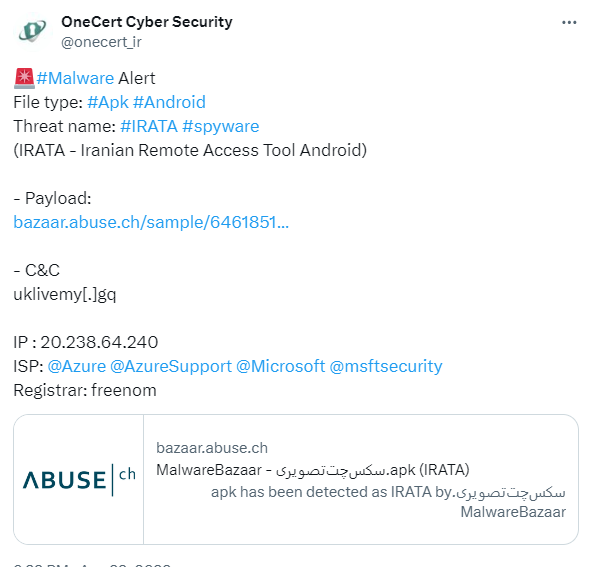 OneCert Cyber Security
@onecert_ir
🚨#Malware Alert
File type: #Apk #Android
Threat name: #IRATA #spyware
(IRATA - Iranian Remote Access Tool Android)
- Payload:
bazaar.abuse.ch/sample/6461851...
- C&C
uklivemy[.]gq
IP : 20.238.64.240
ISP: @Azure @AzureSupport @Microsoft @msftsecurity
Registrar: freenom
ABUSE ch
bazaar.abuse.ch
MalwareBazaar - سکس‌چت‌تصویری.apk (IRATA)
apk has been detected as IRATA by.سکس‌چت‌تصویری
MalwareBazaar